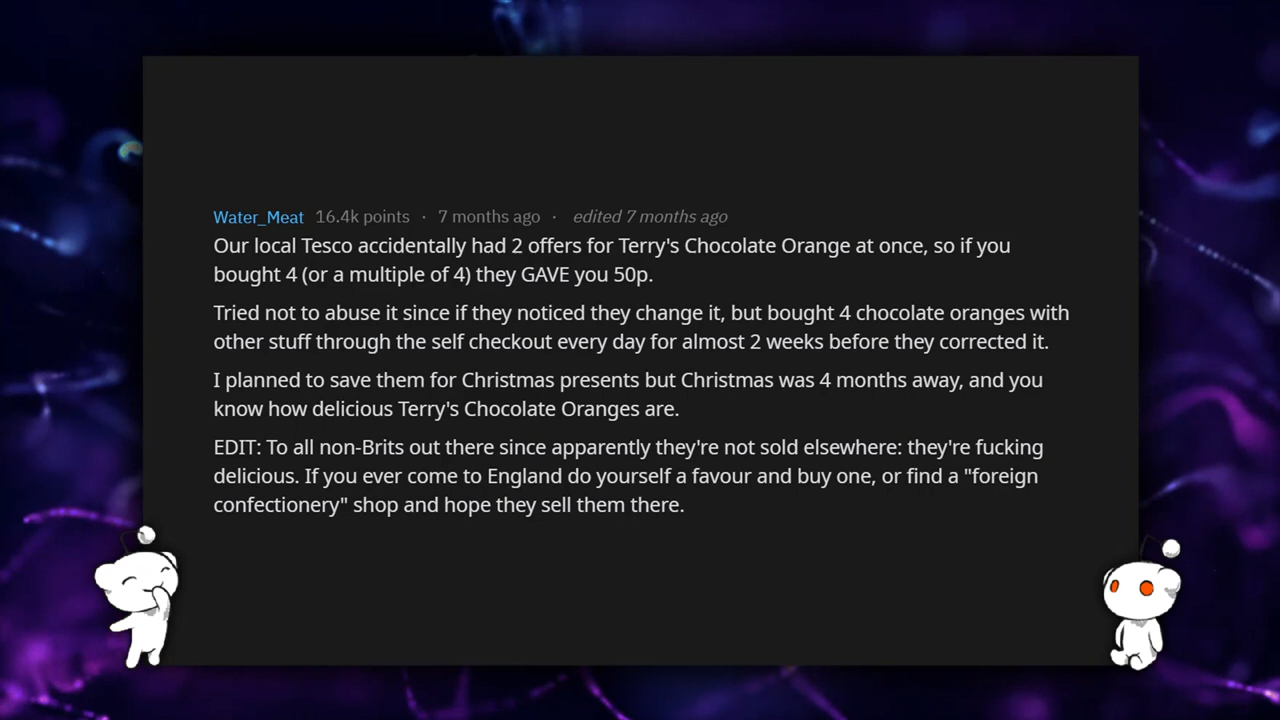 Water_Meat 16.4k points · 7 months ago · edited 7 months ago
Our local Tesco accidentally had 2 offers for Terry's Chocolate Orange at once, so if you
bought 4 (or a multiple of 4) they GAVE you 50p.
Tried not to abuse it since if they noticed they change it, but bought 4 chocolate oranges with
other stuff through the self checkout every day for almost 2 weeks before they corrected it.
I planned to save them for Christmas presents but Christmas was 4 months away, and you
know how delicious Terry's Chocolate Oranges are.
EDIT: To all non-Brits out there since apparently they're not sold elsewhere: they're fucking
delicious. If you ever come to England do yourself a favour and buy one, or find a "foreign
confectionery" shop and hope they sell them there.